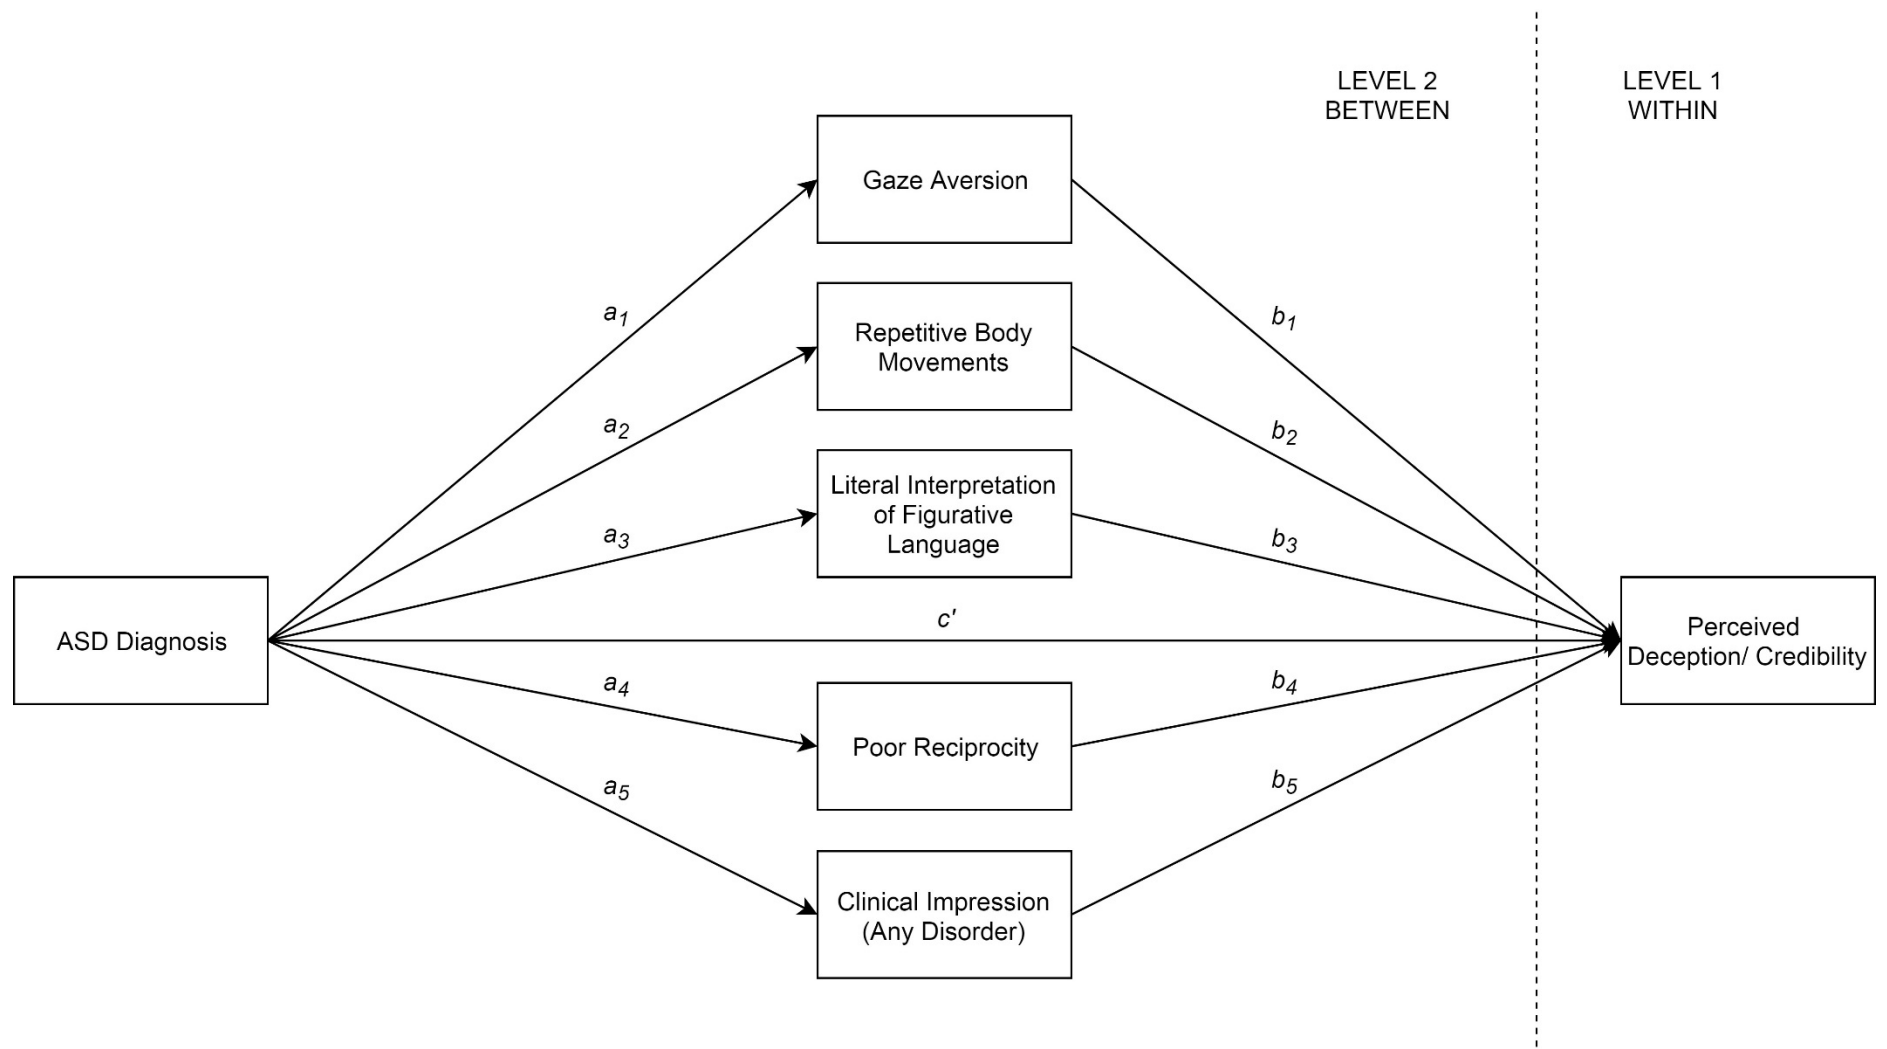 LEVEL 2
BETWEEN
LEVEL 1
WITHIN
Gaze Aversion
a1
b1
Repetitive Body
Movements
a2
b2
Literal Interpretation
of Figurative
Language
a3
b3
c'
ASD Diagnosis
Perceived
Deception/ Credibility
a4
b4
Poor Reciprocity
a5
b5
Clinical Impression
(Any Disorder)